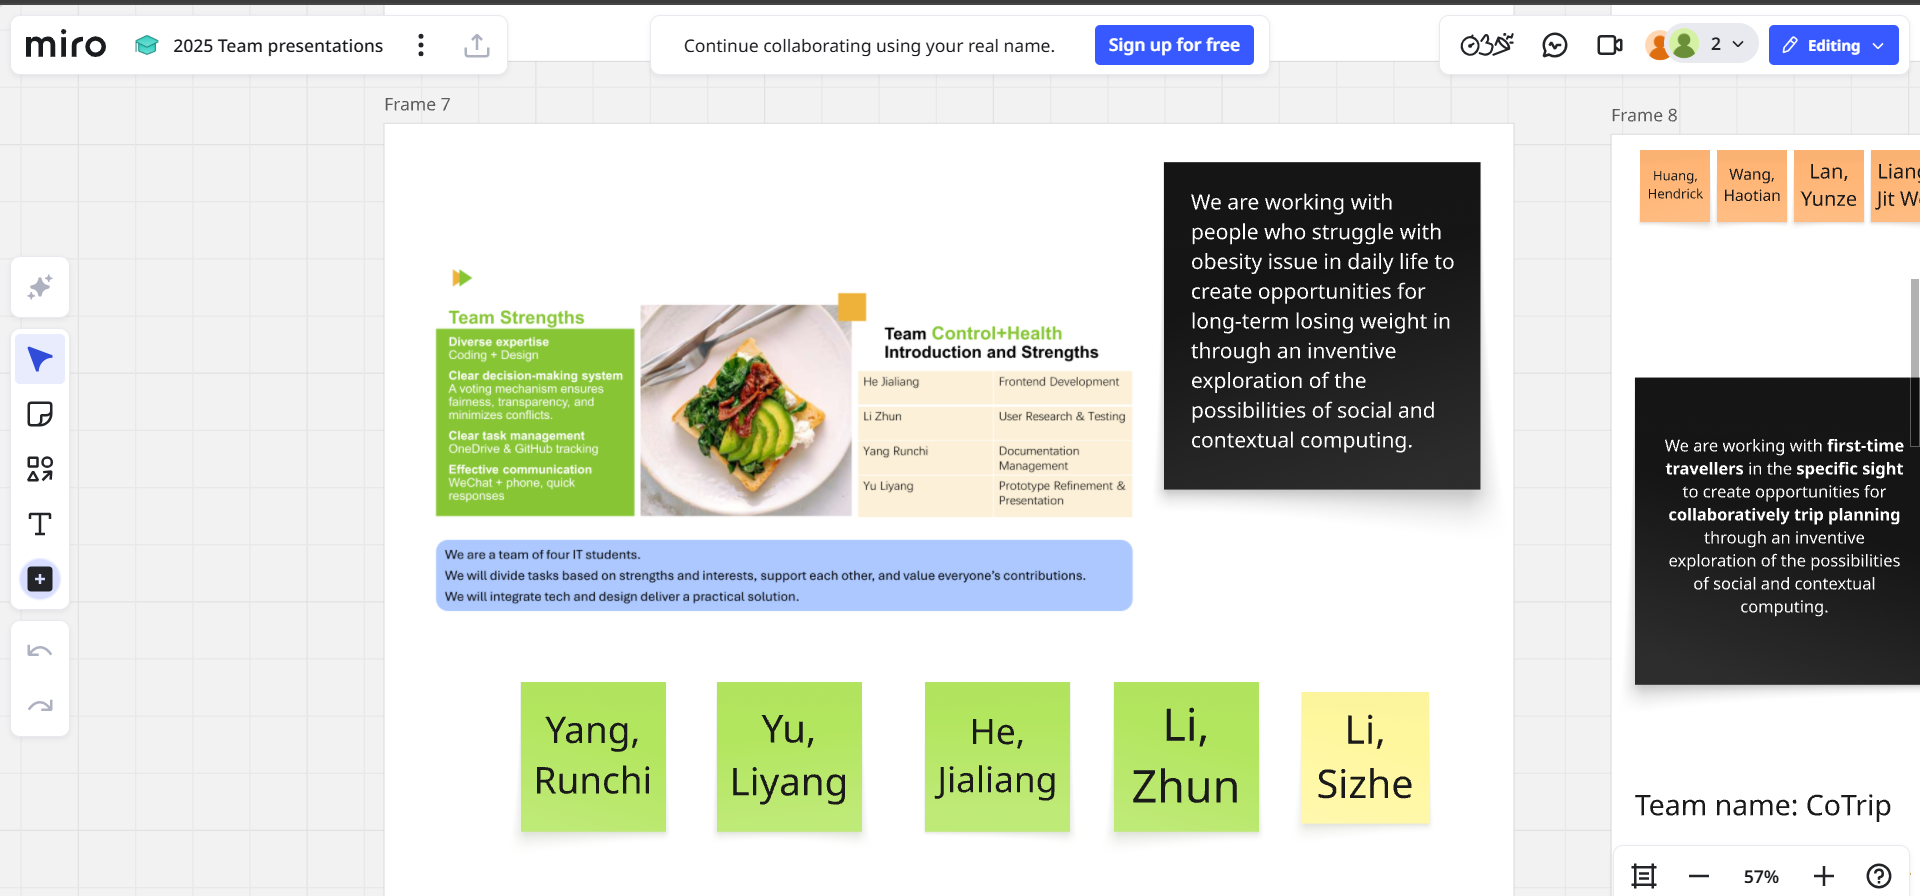 miro
2025 Team presentations
Continue collaborating using your real name.
Sign up for free
2
Editing
Frame 7
We are working with
people who struggle with
obesity issue in daily life to
create opportunities for
long-term losing weight in
through an inventive
exploration of the
possibilities of social and
contextual computing.
Team Strengths
Diverse expertise
Coding + Design
Clear decision-making system
A voting mechanism ensures
fairness, transparency, and
minimizes conflicts.
Clear task management
OneDrive & GitHub tracking
Effective communication
WeChat + phone, quick
responses
Team Control+Health
Introduction and Strengths
He Jialiang Frontend Development
Li Zhun User Research & Testing
Yang Runchi Documentation
Management
Yu Liyang Prototype Refinement &
Presentation
We are a team of four IT students.
We will divide tasks based on strengths and interests, support each other, and value everyone's contributions.
We will integrate tech and design deliver a practical solution.
Yang,
Runchi
Yu,
Liyang
He,
Jialiang
Li,
Zhun
Li,
Sizhe
Frame 8
Huang,
Hendrick
Wang,
Haotian
Lan,
Yunze
Jit
We are working with first-time
travellers in the specific sight
to create opportunities for
collaboratively trip planning
through an inventive
exploration of the possibilities
of social and contextual
computing.
Team name: CoTrip
57%